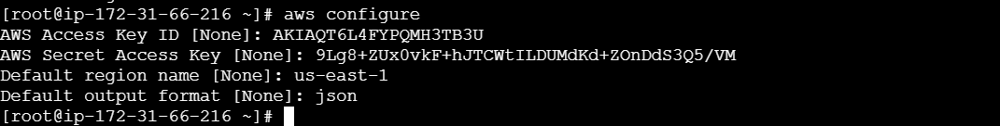 [root@ip-172-31-66-216 ~]# aws configure
AWS Access Key ID [None]: AKIAQT6L4FYPQMH3TB3U
AWS Secret Access Key [None]: 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
Default region name [None]: us-east-1
Default output format [None]: json
[root@ip-172-31-66-216 ~]#